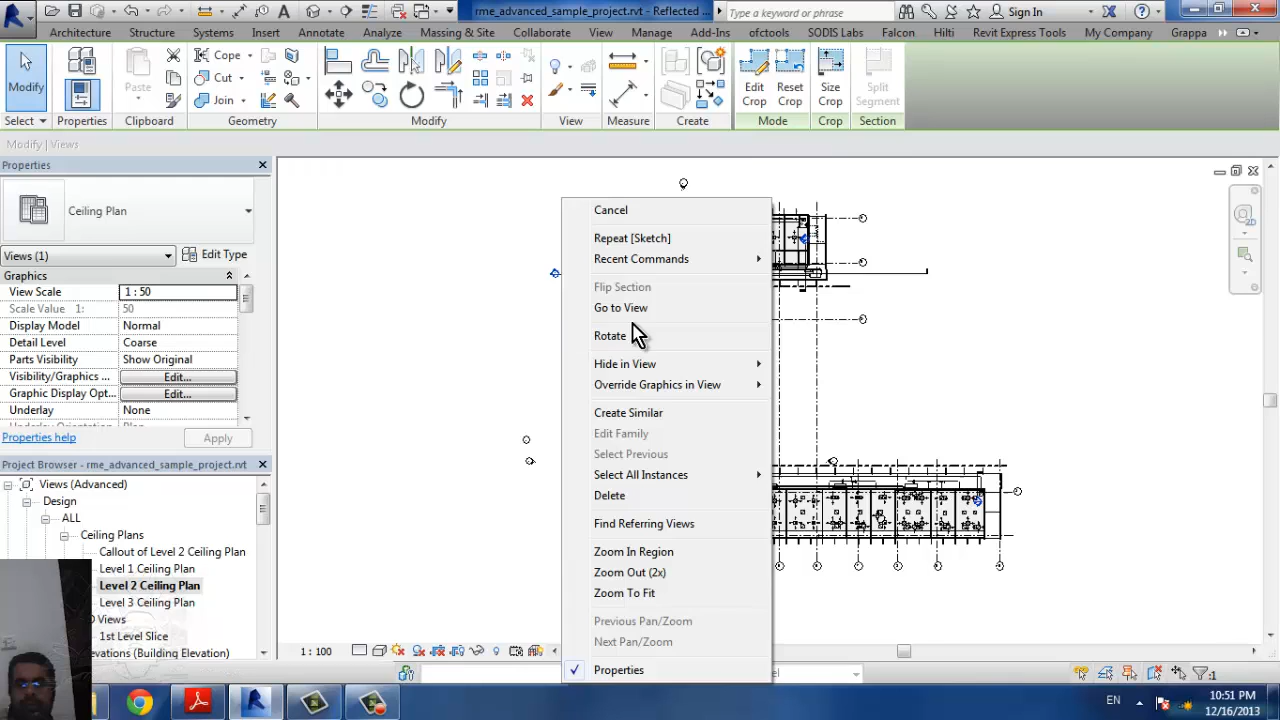 rme_advanced_sample_project.rvt - Reflected ...
Type a keyword or phrase
Sign In
Architecture Structure Systems Insert Annotate Analyze Massing & Site Collaborate View Manage Add-Ins ofctools SODIS Labs Falcon Hilti Revit Express Tools My Company Grappa
Modify
Paste
Cope
Cut
Join
Edit Crop
Reset Crop
Size Crop
Split Segment
Select Properties Clipboard Geometry Modify View Measure Create Mode Crop Section
Modify | Views
Properties
Ceiling Plan
Views (1)
Edit Type
Graphics
View Scale 1 : 50
Scale Value 1: 50
Display Model Normal
Detail Level Coarse
Parts Visibility Show Original
Visibility/Graphics ... Edit...
Graphic Display Opt... Edit...
Underlay None
Properties help
Apply
Project Browser - rme_advanced_sample_project.rvt
Views (Advanced)
Design
ALL
Ceiling Plans
Callout of Level 2 Ceiling Plan
Level 1 Ceiling Plan
Level 2 Ceiling Plan
Level 3 Ceiling Plan
Views
1st Level Slice
Elevations (Building Elevation)
Cancel
Repeat [Sketch]
Recent Commands
Flip Section
Go to View
Rotate
Hide in View
Override Graphics in View
Create Similar
Edit Family
Select Previous
Select All Instances
Delete
Find Referring Views
Zoom In Region
Zoom Out (2x)
Zoom To Fit
Previous Pan/Zoom
Next Pan/Zoom
Properties
1 : 100
:1
EN
10:51 PM
12/16/2013